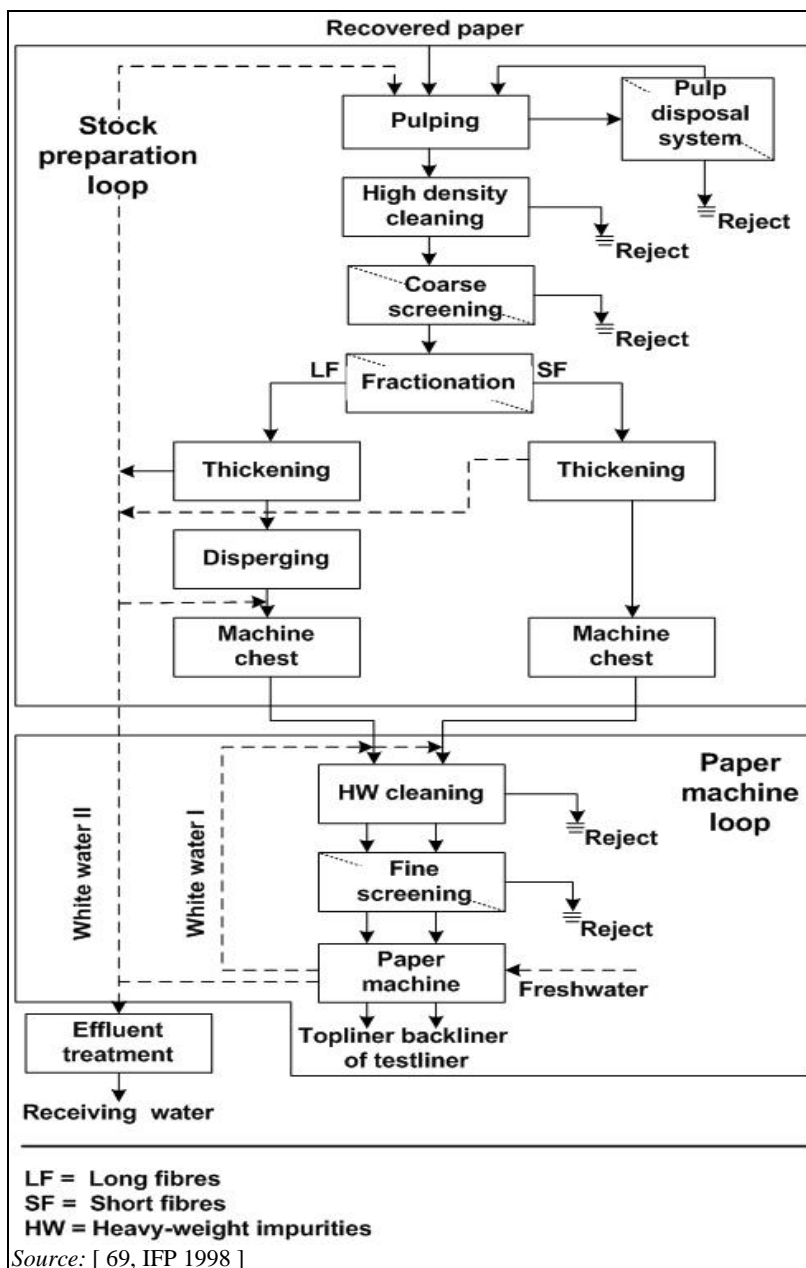 Recovered paper
Stock
preparation
loop
Pulping
Pulp
disposal
system
Reject
High density
cleaning
Reject
Coarse
screening
Reject
LF
Fractionation
SF
Thickening
Thickening
Disperging
Machine
chest
Machine
chest
White water II
White water I
HW cleaning
Paper
machine
loop
Reject
Fine
screening
Reject
Paper
machine
Freshwater
Topliner backliner
of testliner
Effluent
treatment
Receiving water
LF = Long fibres
SF = Short fibres
HW = Heavy-weight impurities
Source: [ 69, IFP 1998 ]